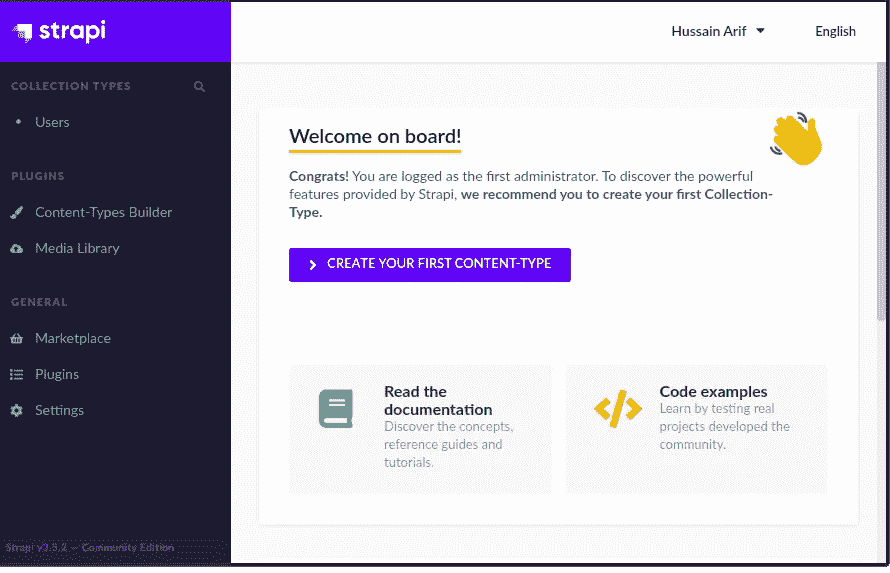 strapi
Hussain Arif
English
COLLECTION TYPES
Users
PLUGINS
Content-Types Builder
Media Library
GENERAL
Marketplace
Plugins
Settings
Strapi v3.5.2 — Community Edition
Welcome on board!
Congrats! You are logged as the first administrator. To discover the powerful
features provided by Strapi, we recommend you to create your first Collection-
Type.
CREATE YOUR FIRST CONTENT-TYPE
Read the
documentation
Discover the concepts,
reference guides and
tutorials.
Code examples
Learn by testing real
projects developed the
community.